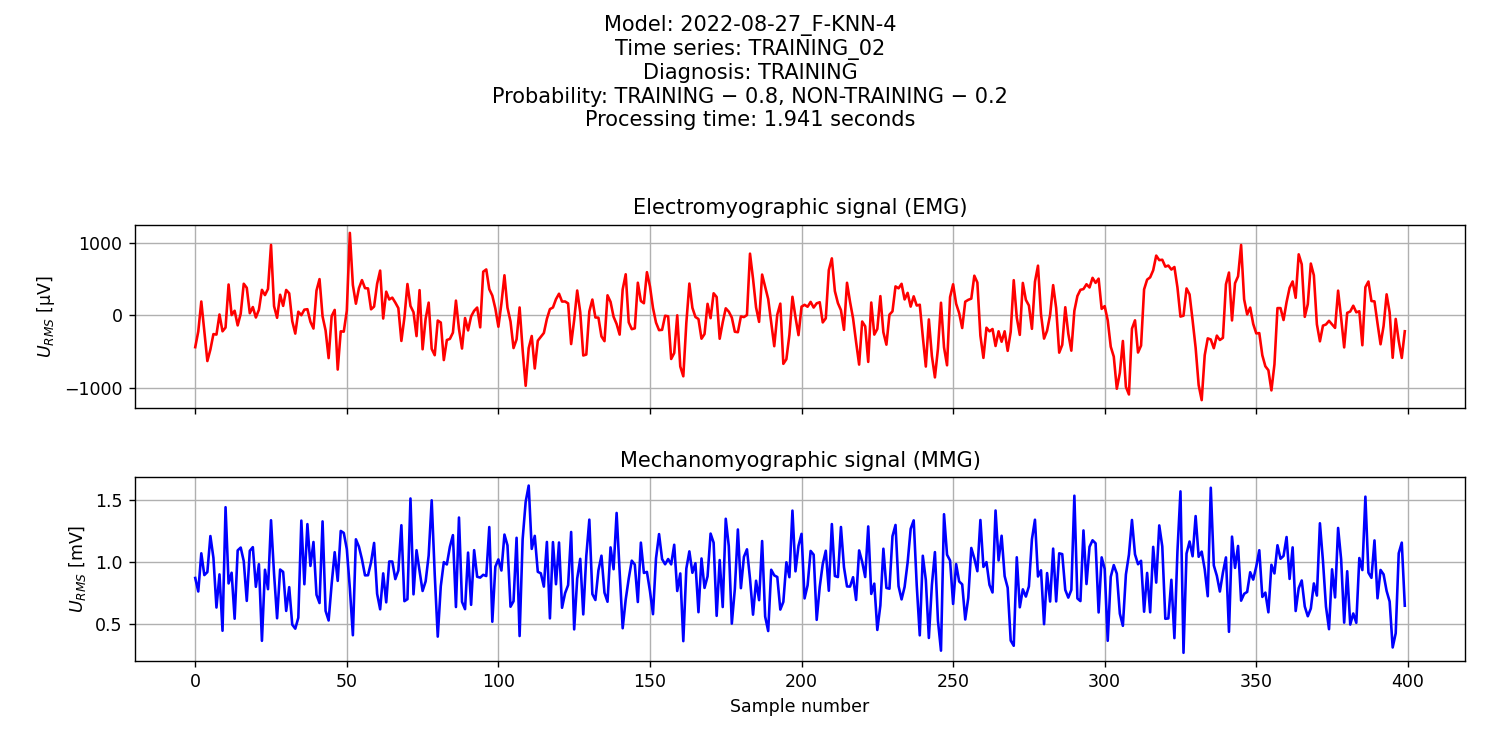 Model: 2022-08-27_F-KNN-4
Time series: TRAINING_02
Diagnosis: TRAINING
Probability: TRAINING − 0.8, NON-TRAINING − 0.2
Processing time: 1.941 seconds
Electromyographic signal (EMG)
1000
0
−1000
U_RMS [µV]
Mechanomyographic signal (MMG)
1.5
1.0
0.5
U_RMS [mV]
0 50 100 150 200 250 300 350 400
Sample number